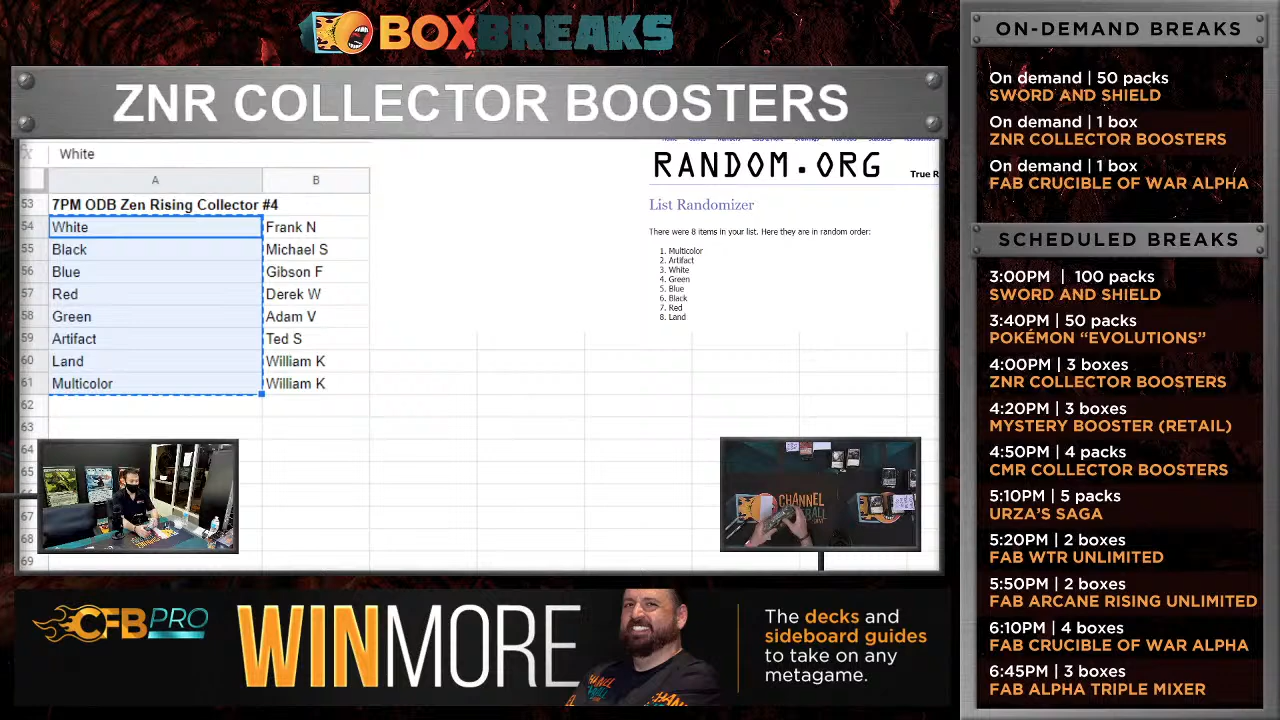 BOXBREAKS
ZNR COLLECTOR BOOSTERS
White
A
B
53
7PM ODB Zen Rising Collector #4
54
White
Frank N
55
Black
Michael S
56
Blue
Gibson F
57
Red
Derek W
58
Green
Adam V
59
Artifact
Ted S
60
Land
William K
61
Multicolor
William K
62
63
64
65
67
68
69
RANDOM.ORG
True R
List Randomizer
There were 8 items in your list. Here they are in random order:
1. Multicolor
2. Artifact
3. White
4. Green
5. Blue
6. Black
7. Red
8. Land
CHANNEL
CFBPRO
WINMORE
The decks and
sideboard guides
to take on any
metagame.
ON-DEMAND BREAKS
On demand | 50 packs
SWORD AND SHIELD
On demand | 1 box
ZNR COLLECTOR BOOSTERS
On demand | 1 box
FAB CRUCIBLE OF WAR ALPHA
SCHEDULED BREAKS
3:00PM | 100 packs
SWORD AND SHIELD
3:40PM | 50 packs
POKÉMON “EVOLUTIONS”
4:00PM | 3 boxes
ZNR COLLECTOR BOOSTERS
4:20PM | 3 boxes
MYSTERY BOOSTER (RETAIL)
4:50PM | 4 packs
CMR COLLECTOR BOOSTERS
5:10PM | 5 packs
URZA’S SAGA
5:20PM | 2 boxes
FAB WTR UNLIMITED
5:50PM | 2 boxes
FAB ARCANE RISING UNLIMITED
6:10PM | 4 boxes
FAB CRUCIBLE OF WAR ALPHA
6:45PM | 3 boxes
FAB ALPHA TRIPLE MIXER